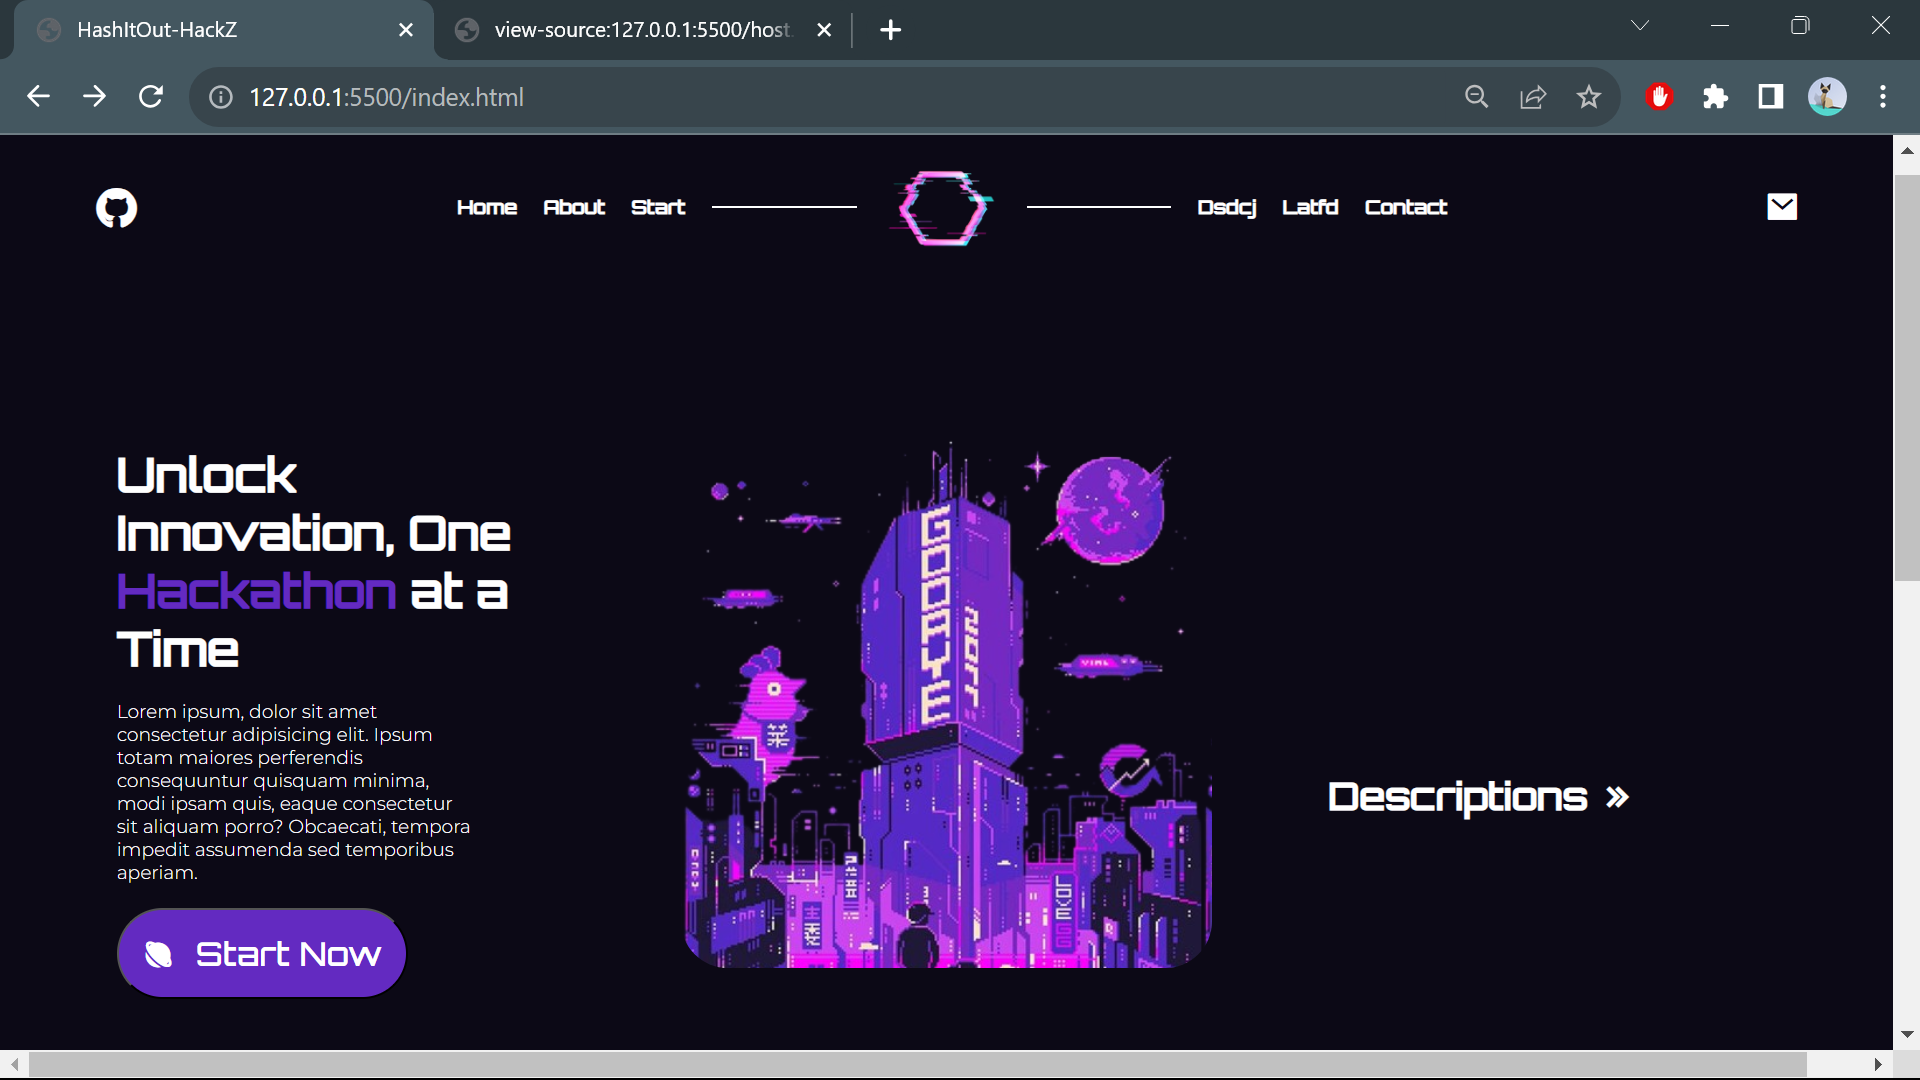 HashItOut-HackZ
view-source:127.0.0.1:5500/host.
127.0.0.1:5500/index.html
Home About Start
Dsdcj Latfd Contact
Unlock
Innovation, One
Hackathon at a
Time
Lorem ipsum, dolor sit amet
consectetur adipisicing elit. Ipsum
totam maiores perferendis
consequuntur quisquam minima,
modi ipsam quis, eaque consectetur
sit aliquam porro? Obcaecati, tempora
impedit assumenda sed temporibus
aperiam.
Start Now
GOODBYE
菜
LOVE
Descriptions »